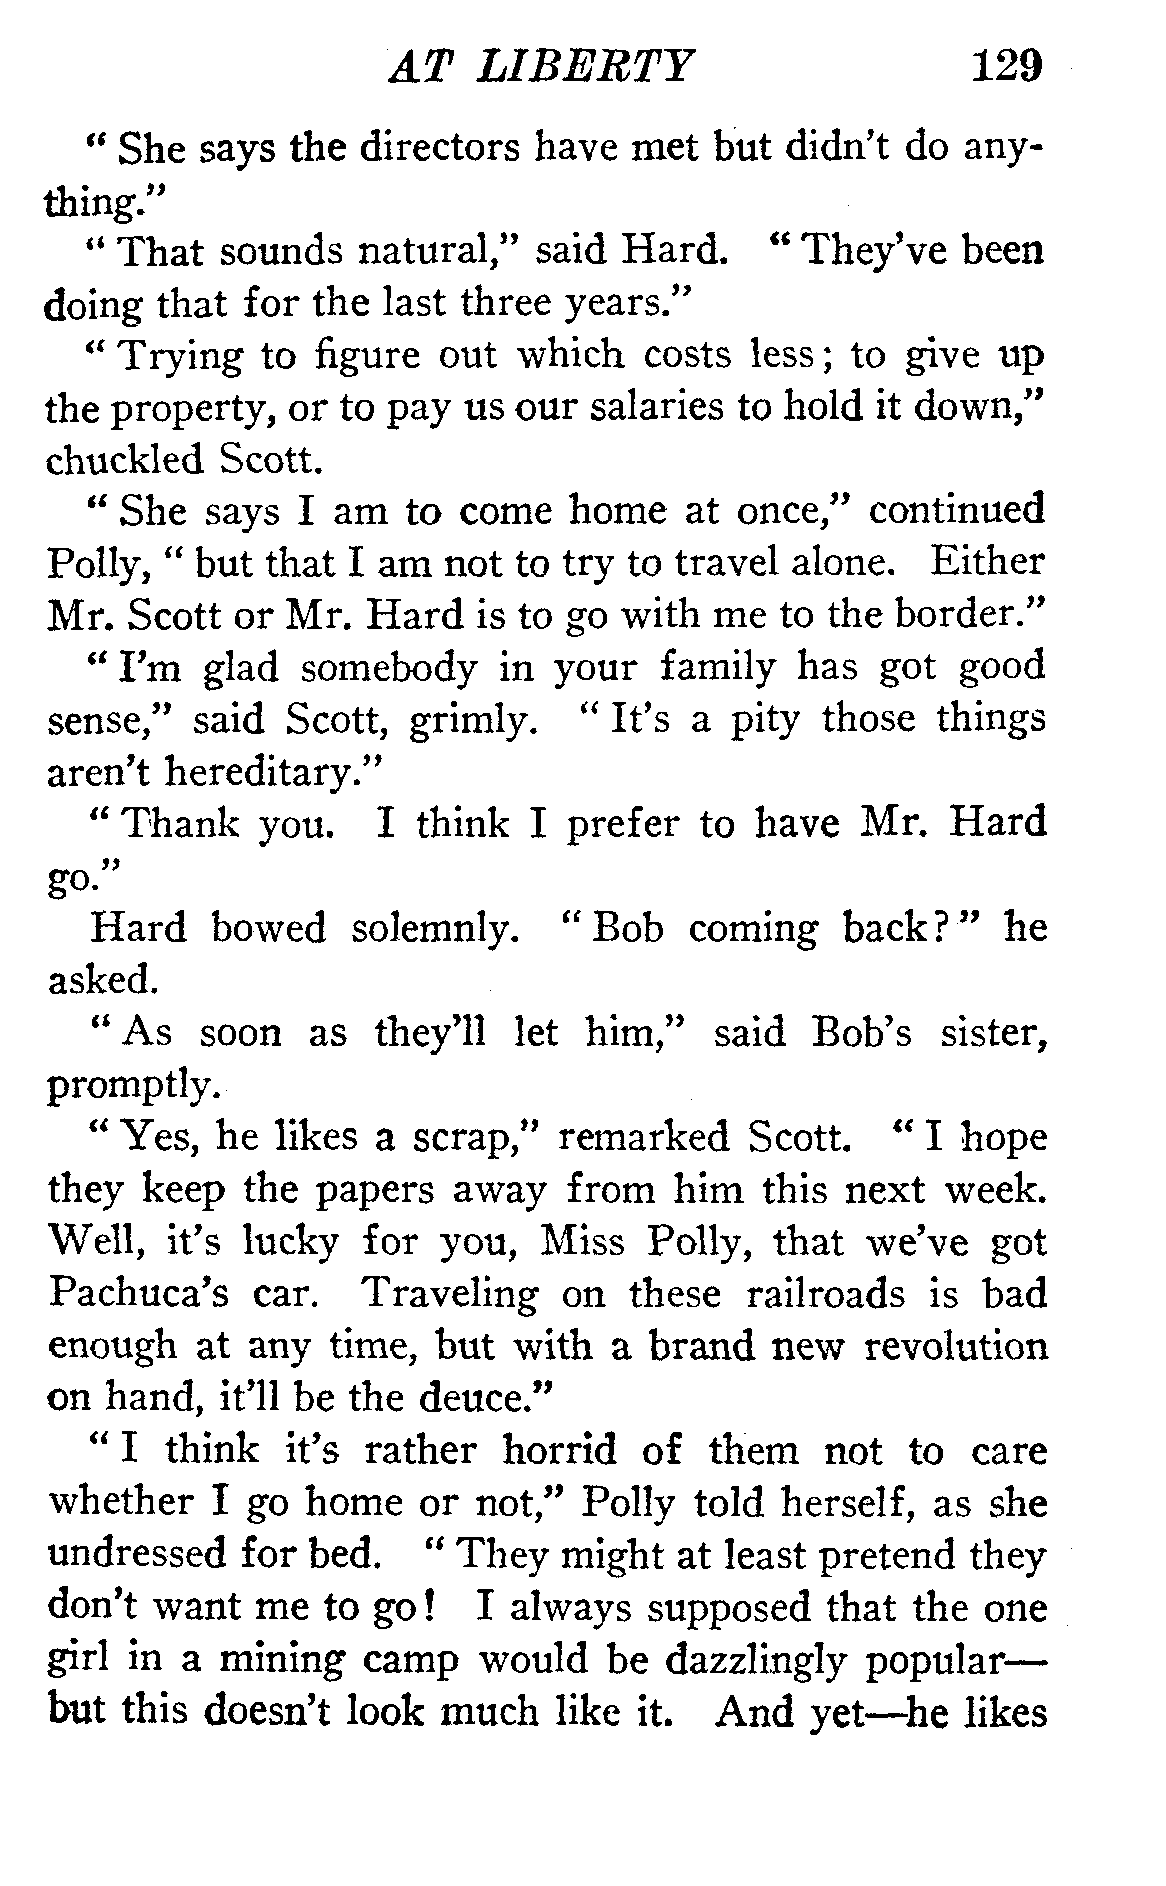 AT LIBERTY 129
“ She says the directors have met but didn’t do any-
thing.”
“ That sounds natural,” said Hard. “ They’ve been
doing that for the last three years.”
“ Trying to figure out which costs less; to give up
the property, or to pay us our salaries to hold it down,”
chuckled Scott.
“ She says I am to come home at once,” continued
Polly, “ but that I am not to try to travel alone. Either
Mr. Scott or Mr. Hard is to go with me to the border.”
“ I’m glad somebody in your family has got good
sense,” said Scott, grimly. “ It’s a pity those things
aren’t hereditary.”
“ Thank you. I think I prefer to have Mr. Hard
go.”
Hard bowed solemnly. “ Bob coming back? ” he
asked.
“ As soon as they’ll let him,” said Bob’s sister,
promptly.
“ Yes, he likes a scrap,” remarked Scott. “ I hope
they keep the papers away from him this next week.
Well, it’s lucky for you, Miss Polly, that we’ve got
Pachuca’s car. Traveling on these railroads is bad
enough at any time, but with a brand new revolution
on hand, it’ll be the deuce.”
“ I think it’s rather horrid of them not to care
whether I go home or not,” Polly told herself, as she
undressed for bed. “ They might at least pretend they
don’t want me to go! I always supposed that the one
girl in a mining camp would be dazzlingly popular—
but this doesn’t look much like it. And yet—he likes